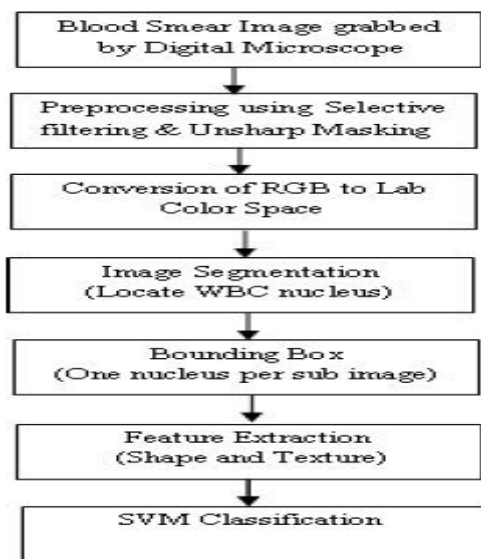 Blood Smear Image grabbed
by Digital Microscope
Preprocessing using Selective
filtering & Unsharp Masking
Conversion of RGB to Lab
Color Space
Image Segmentation
(Locate WBC nucleus)
Bounding Box
(One nucleus per sub image)
Feature Extraction
(Shape and Texture)
SVM Classification